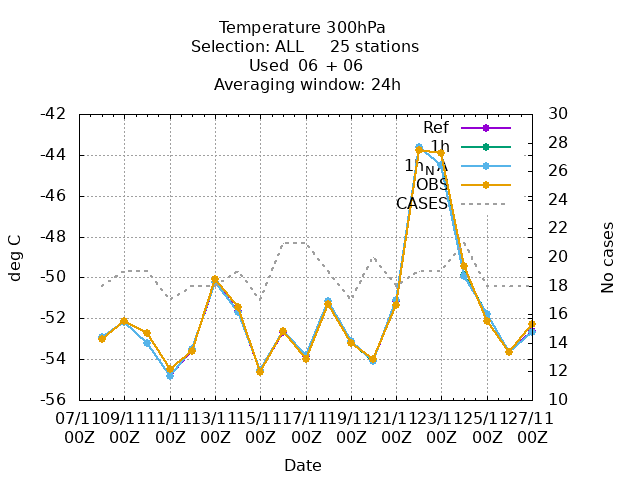 Temperature 300hPa
Selection: ALL 25 stations
Used 06 + 06
Averaging window: 24h
-42
-44
-46
-48
-50
-52
-54
-56
30
28
26
24
22
20
18
16
14
12
10
deg C
No cases
Ref
1h
1h_NA
OBS
CASES
07/11 09/11 11/11 13/11 15/11 17/11 19/11 21/11 23/11 25/11 27/11
00Z 00Z 00Z 00Z 00Z 00Z 00Z 00Z 00Z 00Z 00Z
Date